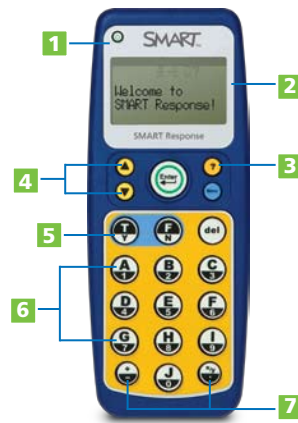 1
SMART
2
Welcome to
SMART Response!
SMART Response
3
4
Enter
?
Menu
5
T
Y
F
N
del
6
A
1
B
2
C
3
D
4
E
5
F
6
G
7
H
8
I
9
+
−
J
0
x/y
.
7